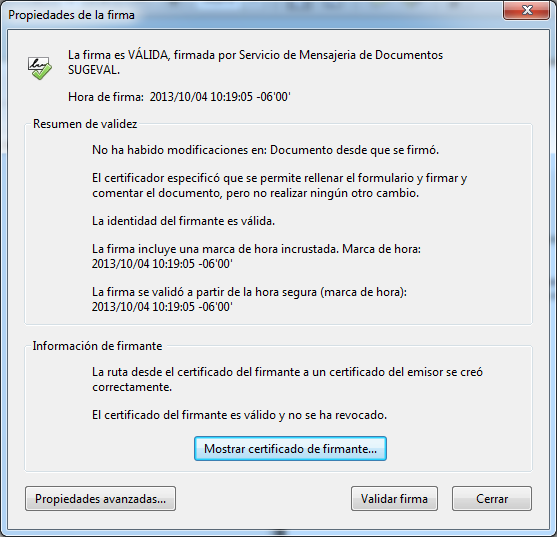 Propiedades de la firma
La firma es VÁLIDA, firmada por Servicio de Mensajeria de Documentos
SUGEVAL.
Hora de firma: 2013/10/04 10:19:05 -06'00'
Resumen de validez
No ha habido modificaciones en: Documento desde que se firmó.
El certificador especificó que se permite rellenar el formulario y firmar y
comentar el documento, pero no realizar ningún otro cambio.
La identidad del firmante es válida.
La firma incluye una marca de hora incrustada. Marca de hora:
2013/10/04 10:19:05 -06'00'
La firma se validó a partir de la hora segura (marca de hora):
2013/10/04 10:19:05 -06'00'
Información de firmante
La ruta desde el certificado del firmante a un certificado del emisor se creó
correctamente.
El certificado del firmante es válido y no se ha revocado.
Mostrar certificado de firmante...
Propiedades avanzadas...
Validar firma
Cerrar